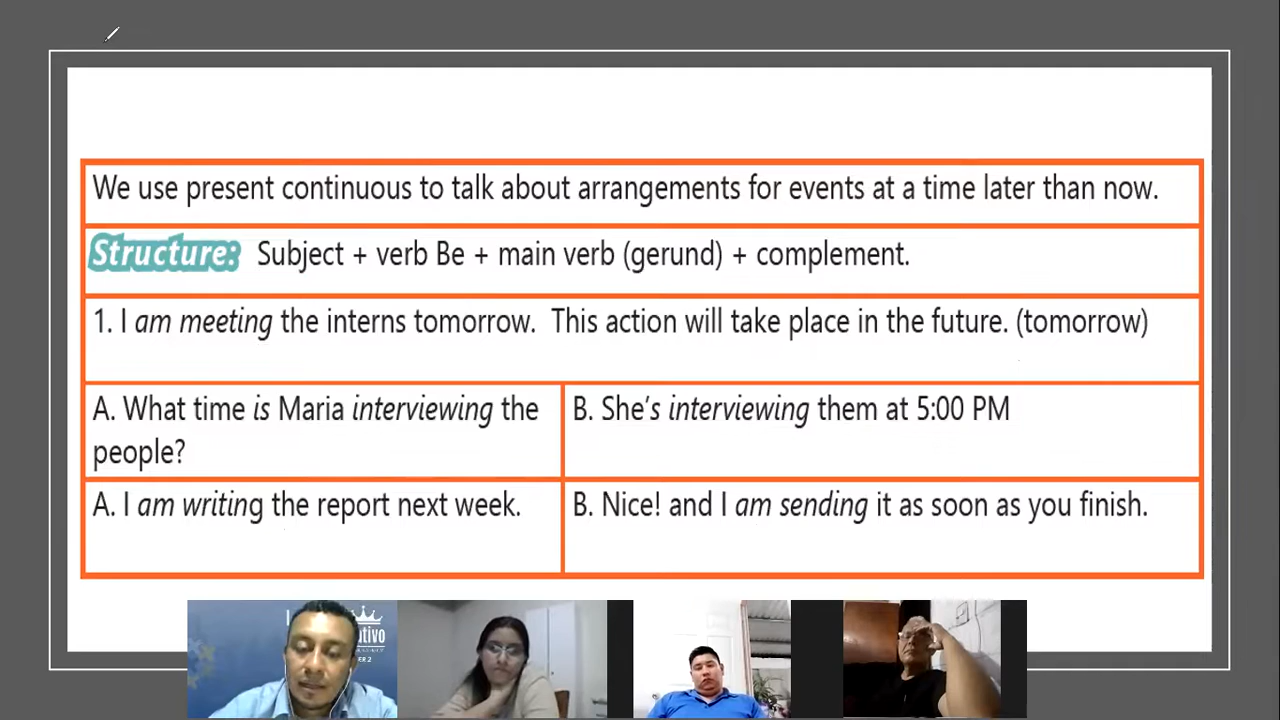 We use present continuous to talk about arrangements for events at a time later than now.
Structure: Subject + verb Be + main verb (gerund) + complement.
1. I am meeting the interns tomorrow. This action will take place in the future. (tomorrow)
A. What time is Maria interviewing the
people?
B. She's interviewing them at 5:00 PM
A. I am writing the report next week.
B. Nice! and I am sending it as soon as you finish.